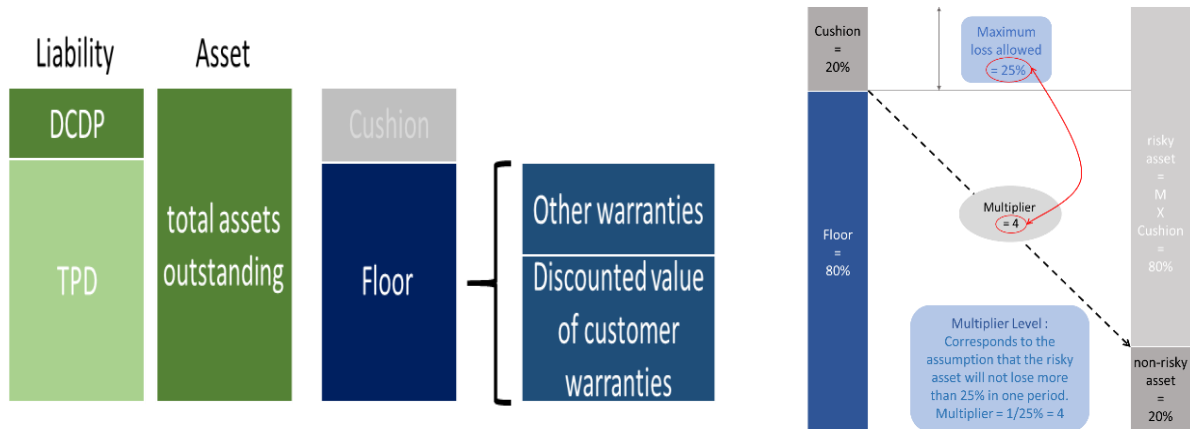 Liability
Asset
DCDP
TPD
total assets
outstanding
Cushion
Floor
Other warranties
Discounted value
of customer
warranties
Cushion
=
20%
Floor
=
80%
Maximum
loss allowed
= 25%
Multiplier
= 4
Multiplier Level :
Corresponds to the
assumption that the risky
asset will not lose more
than 25% in one period.
Multiplier = 1/25% = 4
risky
asset
=
M
X
Cushion
=
80%
non-risky
asset
=
20%